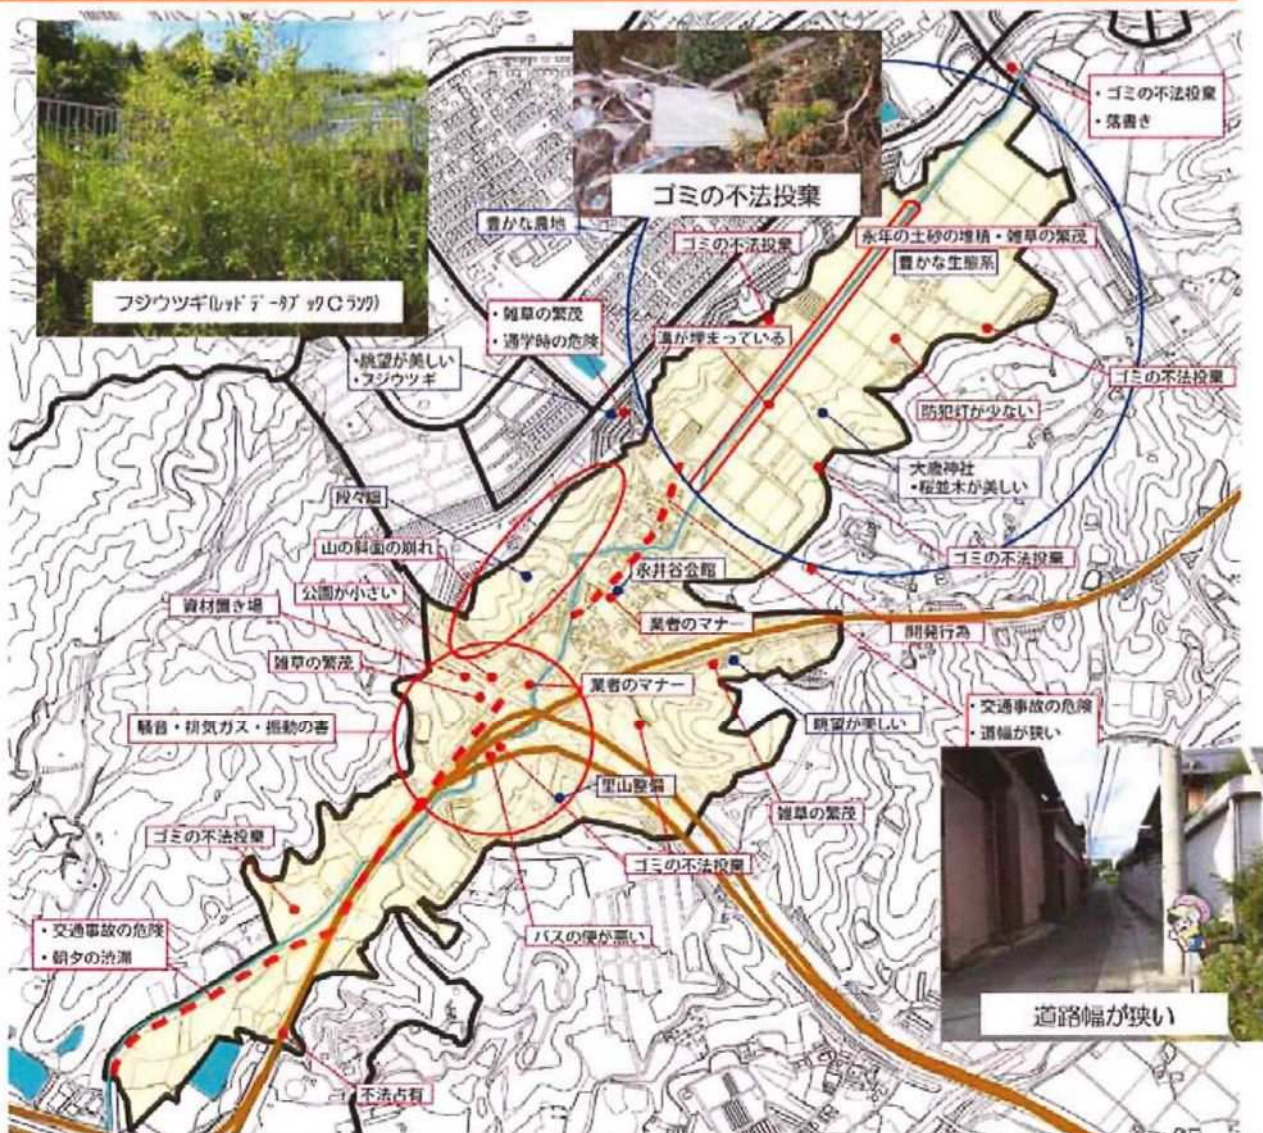 フジウツギ(レッドデータブックCランク)
ゴミの不法投棄
・ゴミの不法投棄
・落書き
豊かな農地
ゴミの不法投棄
永年の土砂の堆積・雑草の繁茂
豊かな生態系
・雑草の繁茂
・通学時の危険
溝が埋まっている
・眺望が美しい
・フジウツギ
ゴミの不法投棄
防犯灯が少ない
大歳神社
・桜並木が美しい
段々畑
山の斜面の崩れ
ゴミの不法投棄
永井谷会館
公園が小さい
資材置き場
業者のマナー
開発行為
雑草の繁茂
業者のマナー
・交通事故の危険
・道幅が狭い
騒音・排気ガス・振動の害
眺望が美しい
里山整備
雑草の繁茂
ゴミの不法投棄
ゴミの不法投棄
・交通事故の危険
・朝夕の渋滞
バスの便が悪い
道路幅が狭い
不法占有